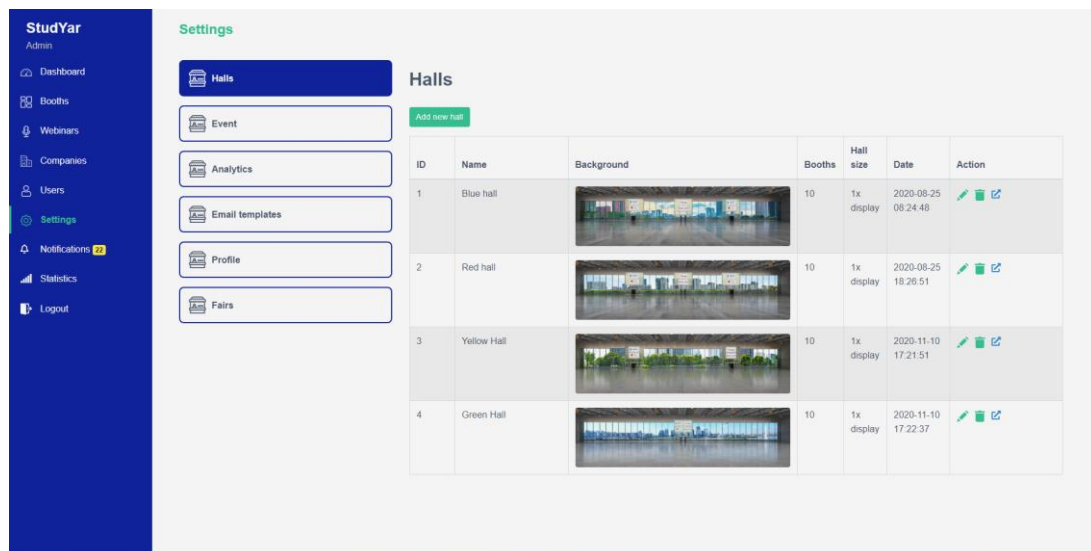 StudYar
Admin
Dashboard
Booths
Webinars
Companies
Users
Settings
Notifications 22
Statistics
Logout
Settings
Halls
Event
Analytics
Email templates
Profile
Fairs
Halls
Add new hall
ID Name Background Booths Hall size Date Action
1 Blue hall 10 1x display 2020-08-25 08:24:48
2 Red hall 10 1x display 2020-08-25 18:26:51
3 Yellow Hall 10 1x display 2020-11-10 17:21:51
4 Green Hall 10 1x display 2020-11-10 17:22:37